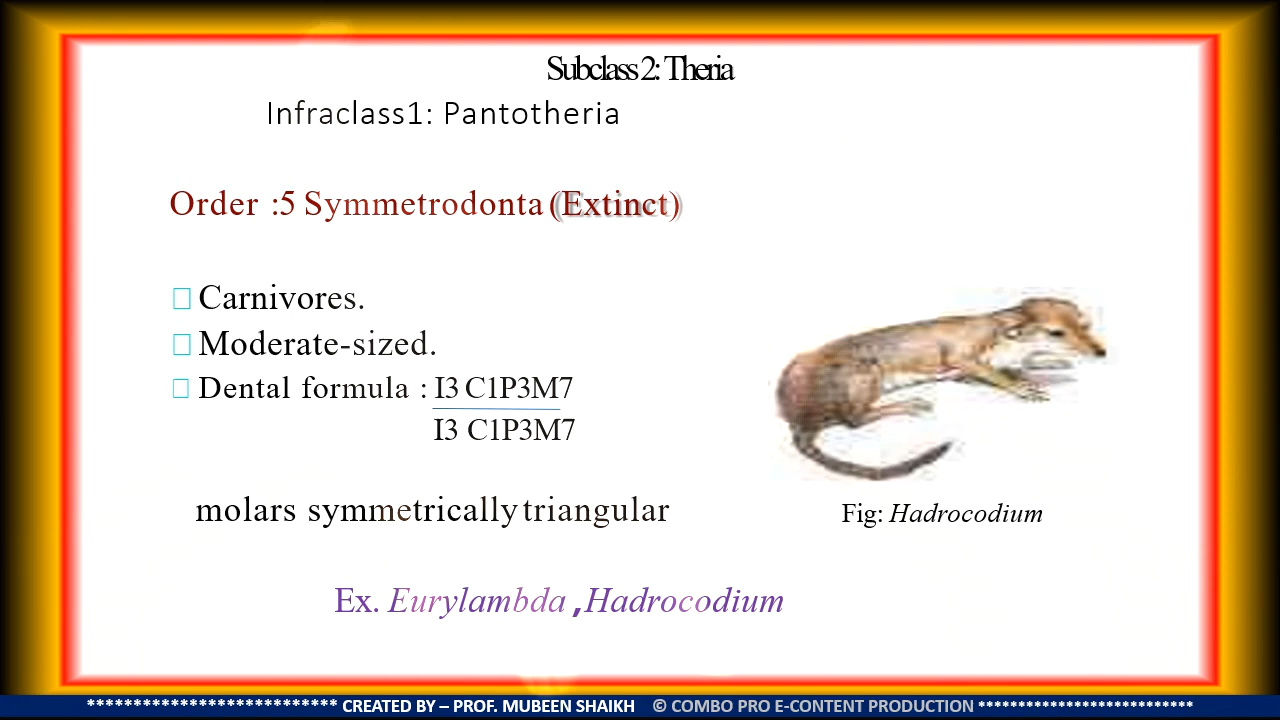 Subclass 2: Theria
Infraclass1: Pantotheria
Order :5 Symmetrodonta (Extinct)
Carnivores.
Moderate-sized.
Dental formula : I3 C1P3M7
I3 C1P3M7
molars symmetrically triangular
Fig: Hadrocodium
Ex. Eurylambda , Hadrocodium
*************************** CREATED BY – PROF. MUBEEN SHAIKH © COMBO PRO E-CONTENT PRODUCTION ***************************